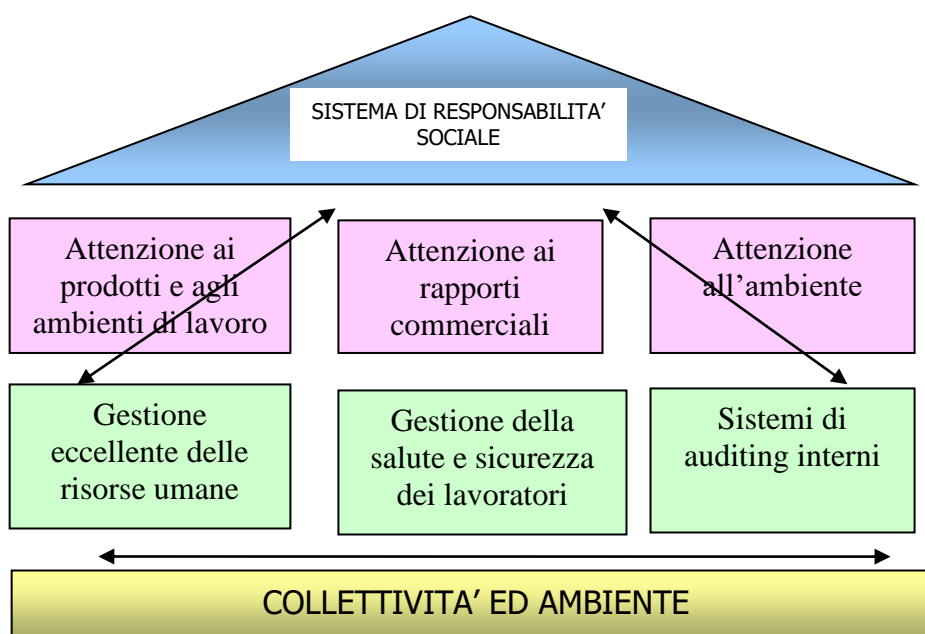 SISTEMA DI RESPONSABILITA’
SOCIALE
Attenzione ai
prodotti e agli
ambienti di lavoro
Attenzione ai
rapporti
commerciali
Attenzione
all’ambiente
Gestione
eccellente delle
risorse umane
Gestione della
salute e sicurezza
dei lavoratori
Sistemi di
auditing interni
COLLETTIVITA’ ED AMBIENTE